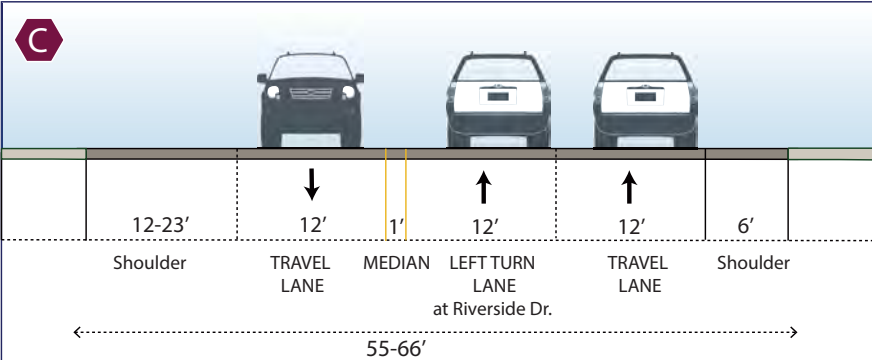 C
12-23’ 12’ 1’ 12’ 12’ 6’
Shoulder TRAVEL MEDIAN LEFT TURN TRAVEL Shoulder
LANE LANE LANE
at Riverside Dr.
55-66’